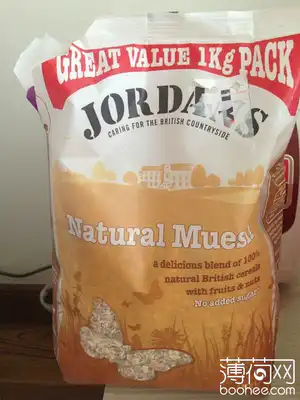 GREAT VALUE 1Kg PACK
JORDANS
CARING FOR THE BRITISH COUNTRYSIDE
Natural Muesli
a delicious blend of 100%
natural British cereals
with fruits & nuts
No added sugar
薄荷网
boohee.com